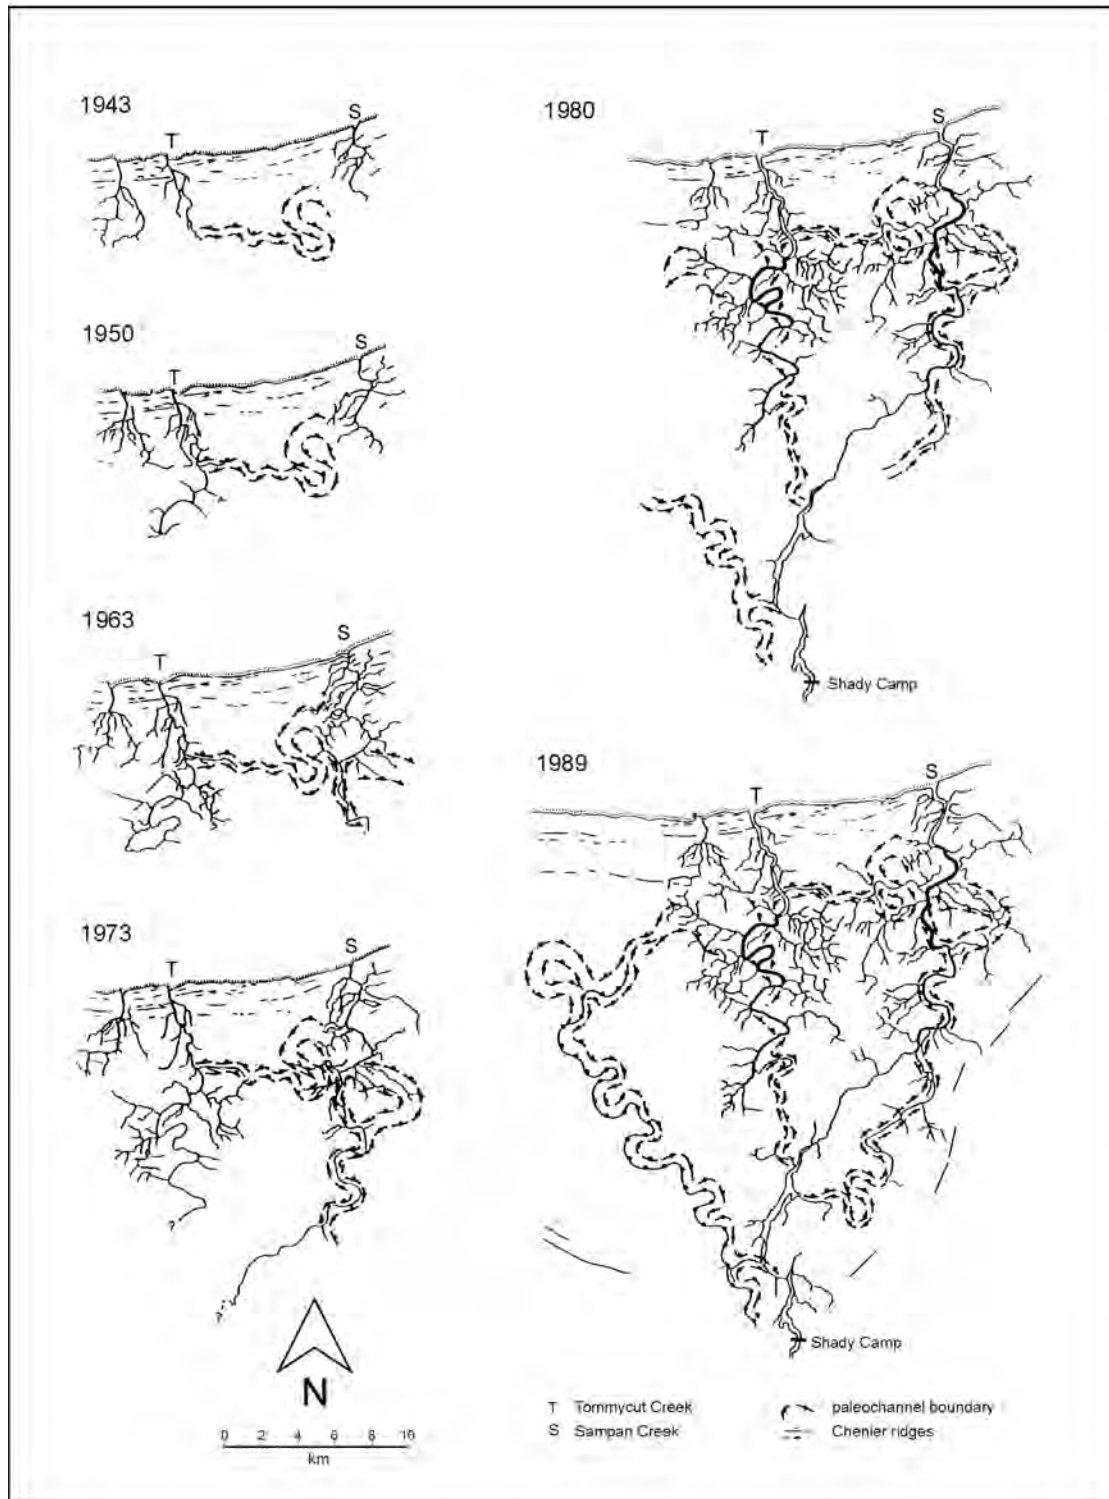 1943
T
S
1950
T
S
1963
T
S
1973
T
S
?
?
N
0 2 4 6 8 10
km
1980
T
S
Shady Camp
1989
T
S
Shady Camp
T Tommycut Creek
S Sampan Creek
paleochannel boundary
Chenier ridges